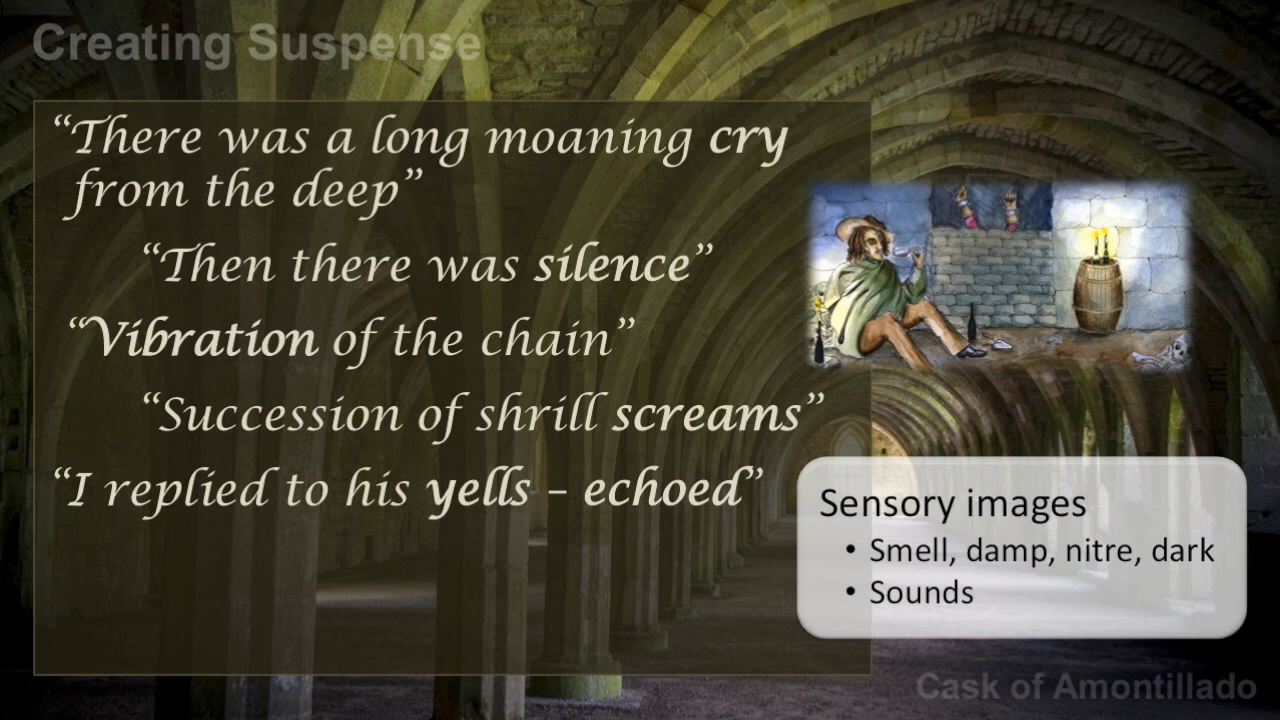 Creating Suspense
“There was a long moaning cry
from the deep”
“Then there was silence”
“Vibration of the chain”
“Succession of shrill screams”
“I replied to his yells – echoed”
Sensory images
• Smell, damp, nitre, dark
• Sounds
Cask of Amontillado